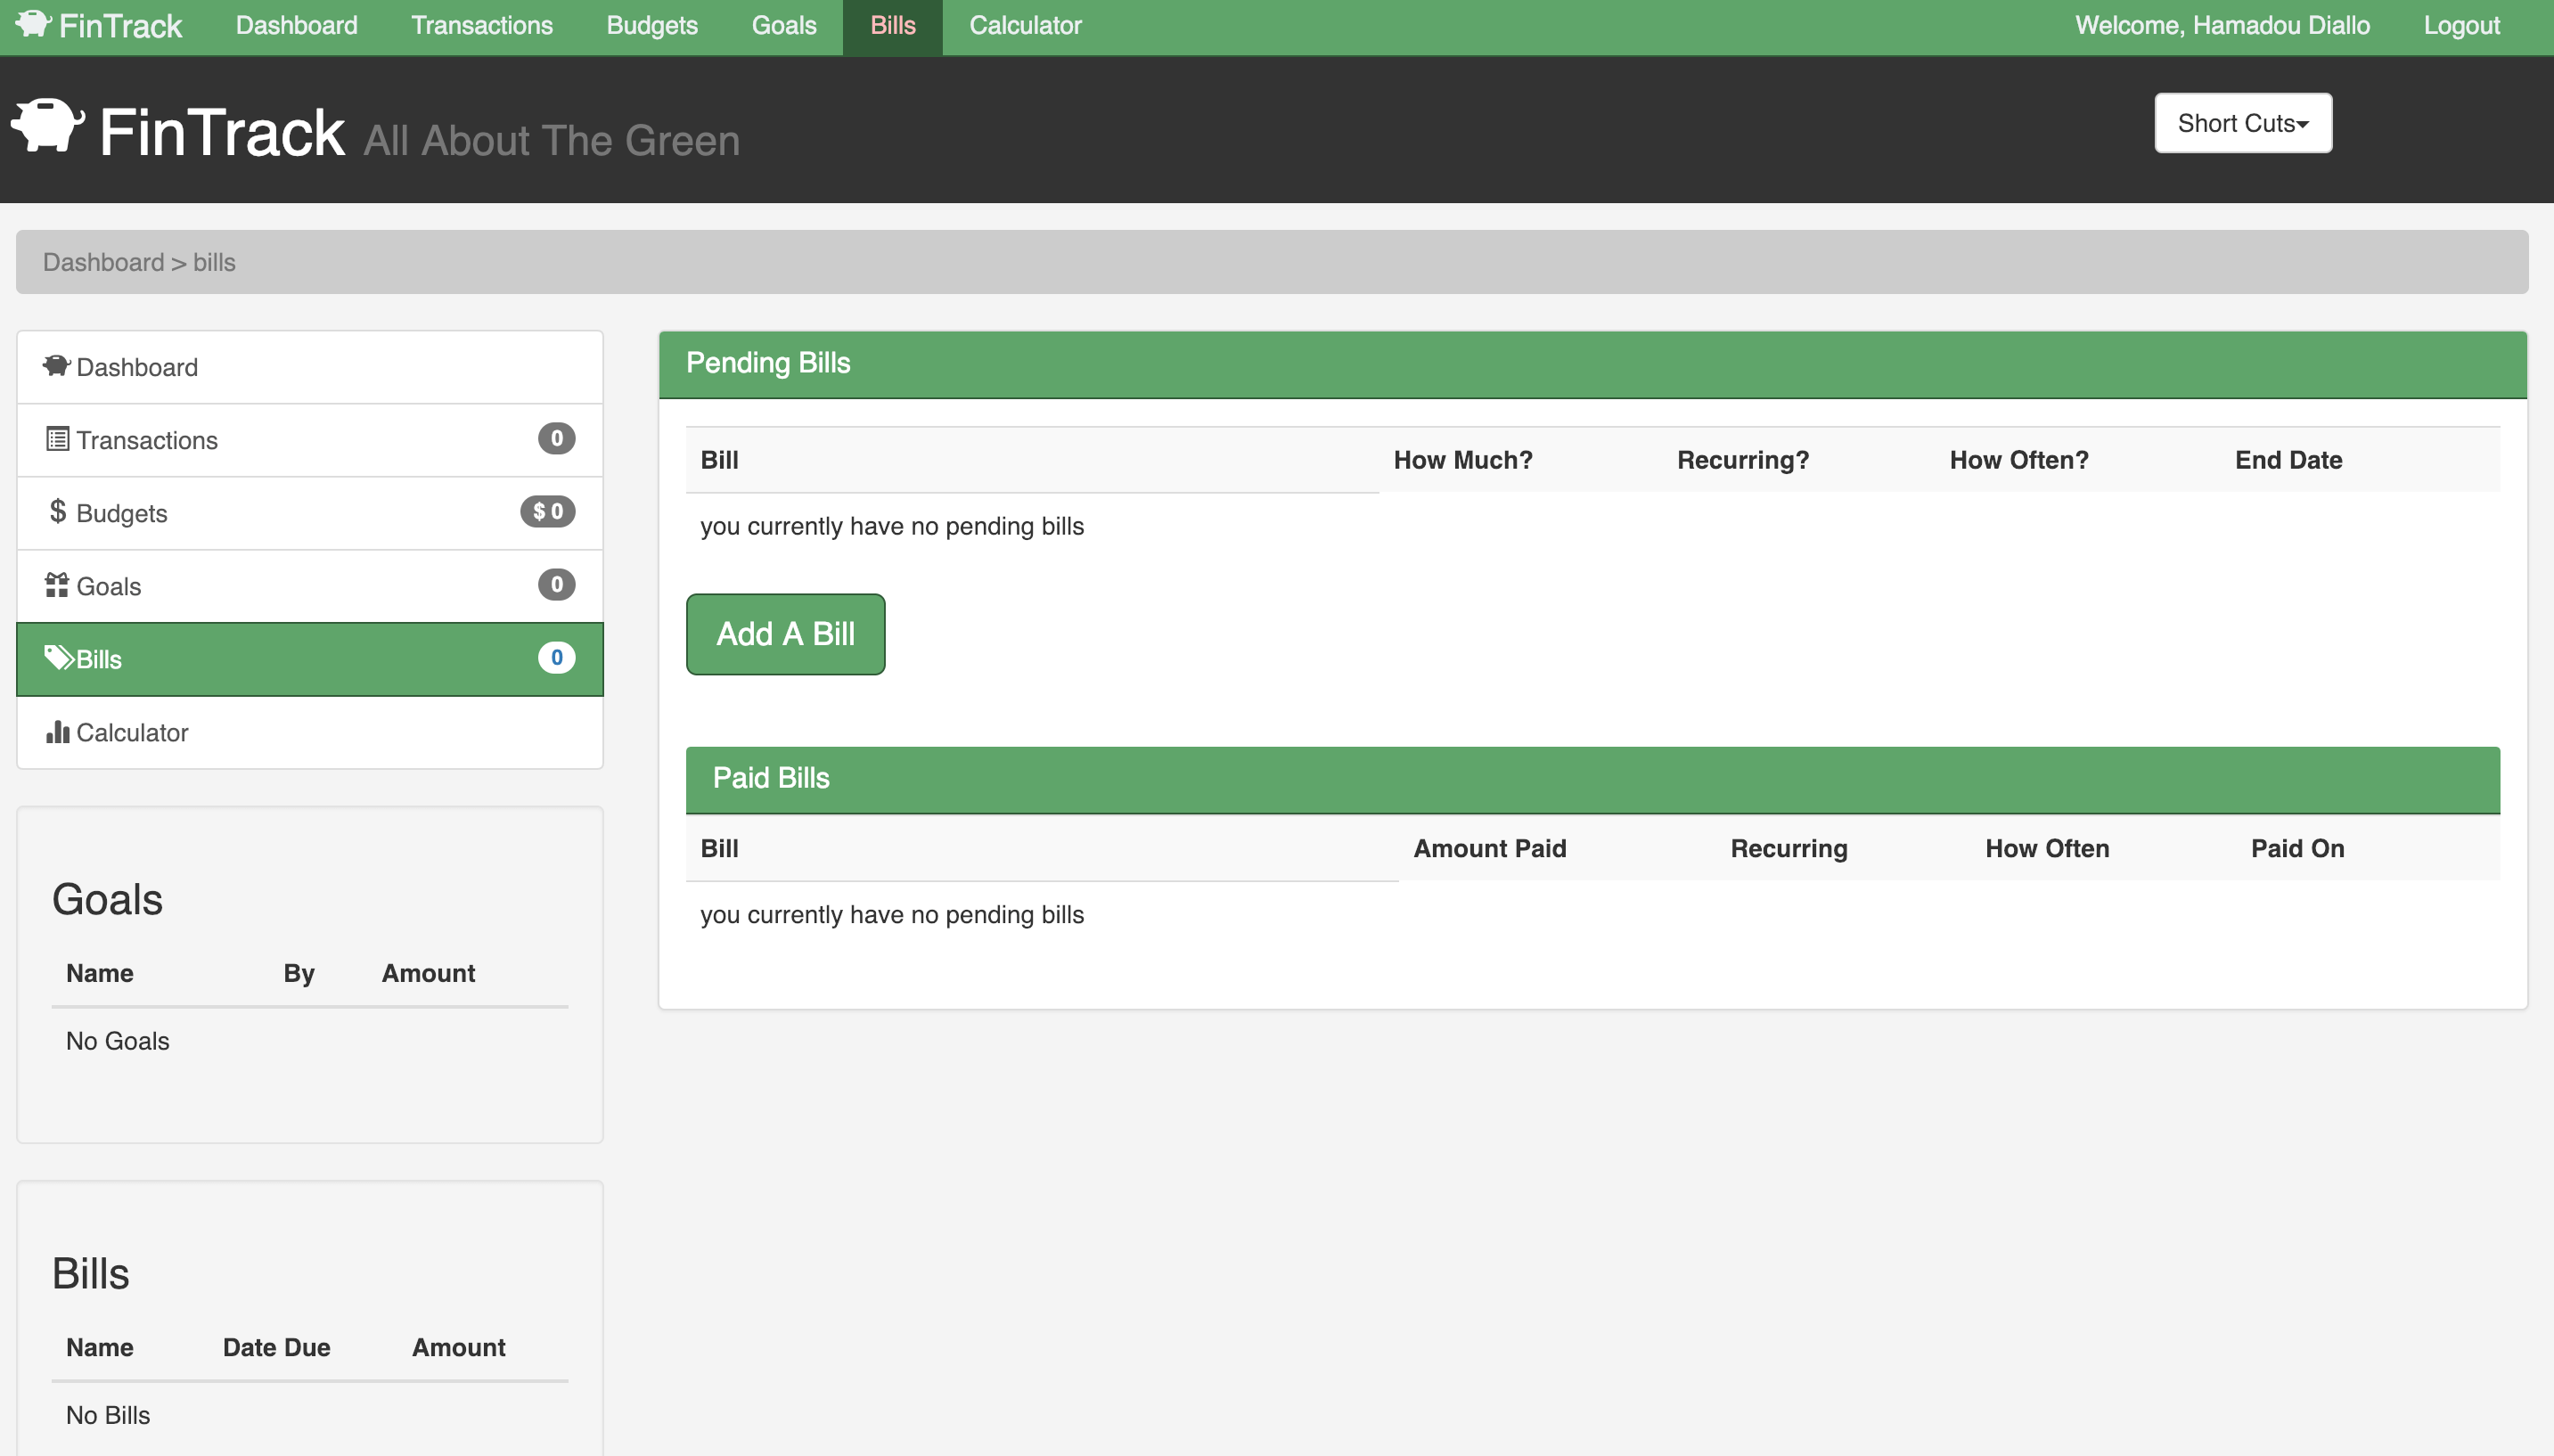 FinTrack Dashboard Transactions Budgets Goals Bills Calculator Welcome, Hamadou Diallo Logout
FinTrack All About The Green
Short Cuts
Dashboard > bills
Dashboard
Transactions 0
Budgets $ 0
Goals 0
Bills 0
Calculator
Goals
Name By Amount
No Goals
Bills
Name Date Due Amount
No Bills
Pending Bills
Bill How Much? Recurring? How Often? End Date
you currently have no pending bills
Add A Bill
Paid Bills
Bill Amount Paid Recurring How Often Paid On
you currently have no pending bills